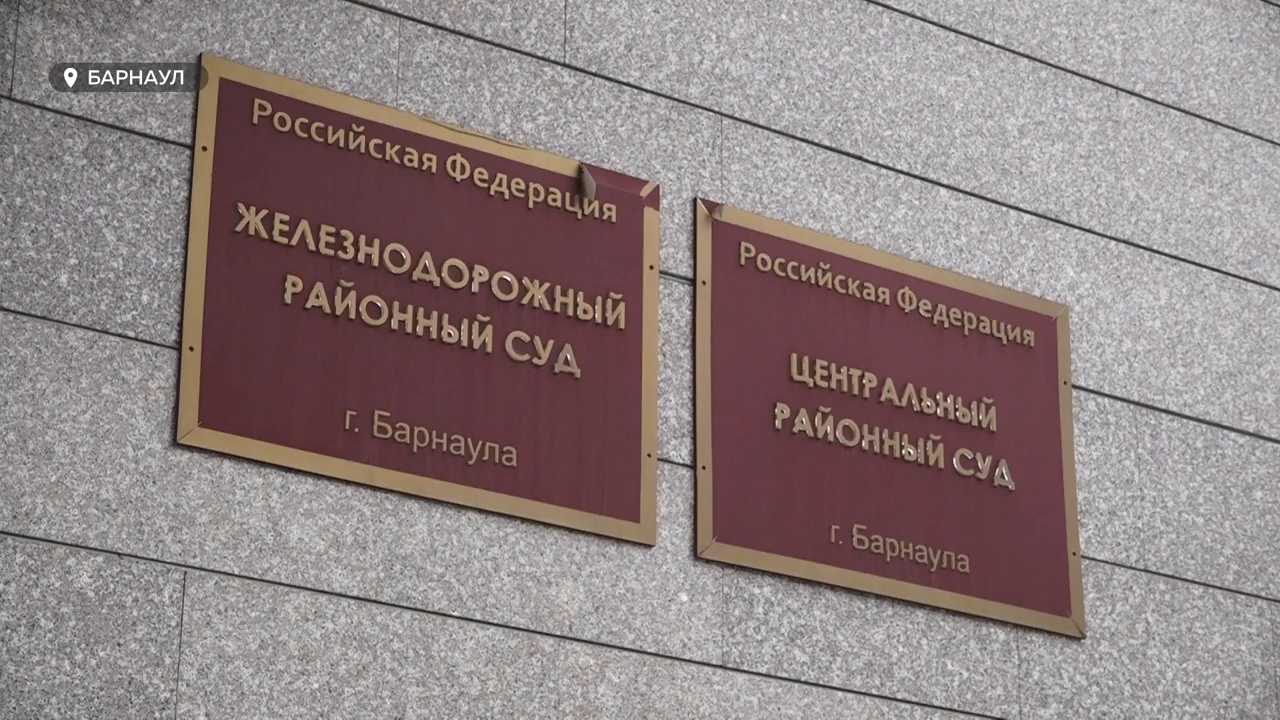 БАРНАУЛ
Российская Федерация
ЖЕЛЕЗНОДОРОЖНЫЙ
РАЙОННЫЙ СУД
г. Барнаула
Российская Федерация
ЦЕНТРАЛЬНЫЙ
РАЙОННЫЙ СУД
г. Барнаула